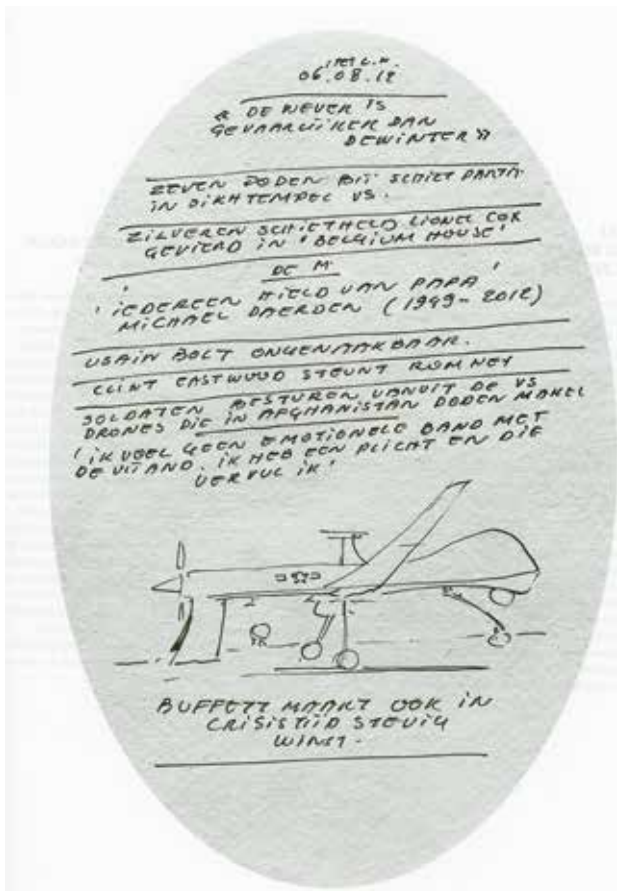 06.08.12
« DE WEVER IS
GEVAARLIJKER DAN
DEWINTER »
ZEVEN DODEN BIJ SCHIETPARTIJ
IN SIKHTEMPEL VS.
ZILVEREN SCHIETHELD LIONEL COX
GEVIERD IN 'BELGIUM HOUSE'
DE M
'IEDEREEN HIELD VAN PAPA'
MICHAEL DAERDEN (1949-2012)
USAIN BOLT ONGENAAKBAAR.
CLINT EASTWOOD STEUNT ROMNEY
SOLDATEN BESTUREN VANUIT DE VS
DRONES DIE IN AFGHANISTAN DODEN MAKEN
'IK VOEL GEEN EMOTIONELE BAND MET
DE VIJAND. IK HEB EEN PLICHT EN DIE
VERVUL IK'
BUFFETT MAAKT OOK IN
CRISISTIJD STEVIG
WINST.